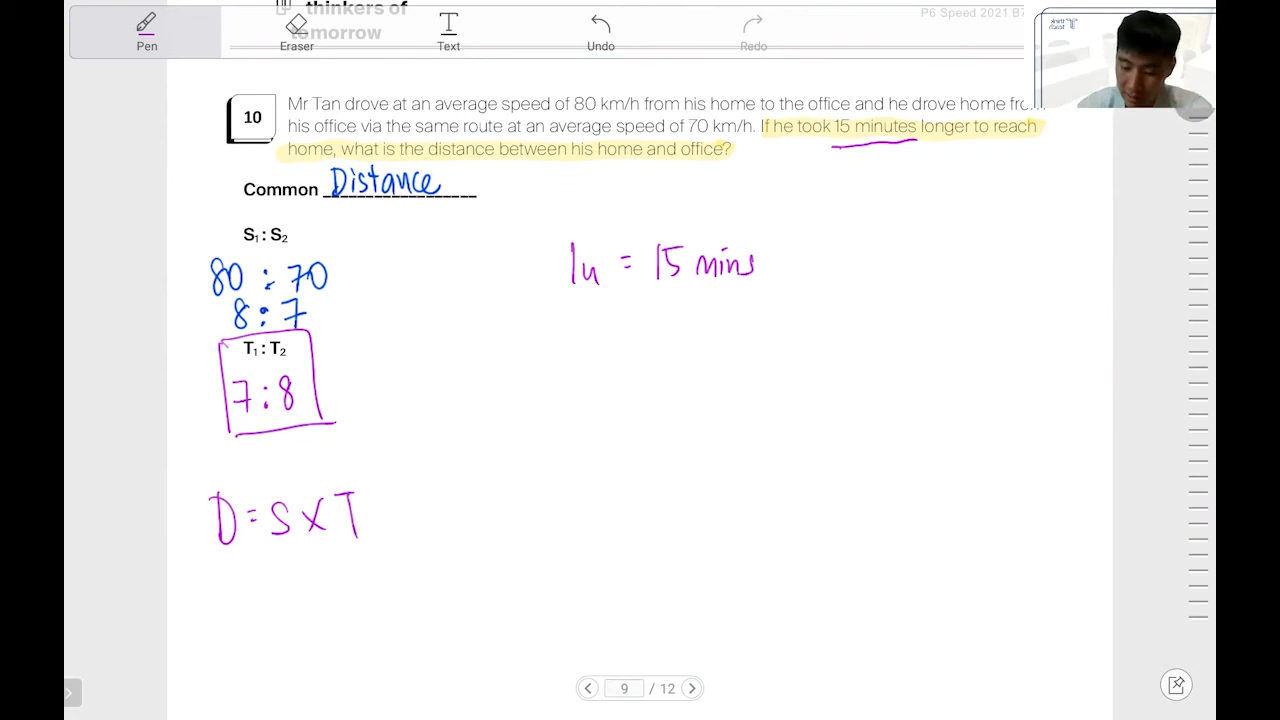 thinkers of
tomorrow
P6 Speed 2021
Pen
Eraser
Text
Undo
Redo
10
Mr Tan drove at an average speed of 80 km/h from his home to the office and he drove home
his office via the same route at an average speed of 70 km/h. If he took 15 minutes longer to reach
home, what is the distance between his home and office?
Common Distance
S₁ : S₂
80 : 70
8 : 7
T₁ : T₂
7 : 8
1u = 15 mins
D = S × T
9 / 12